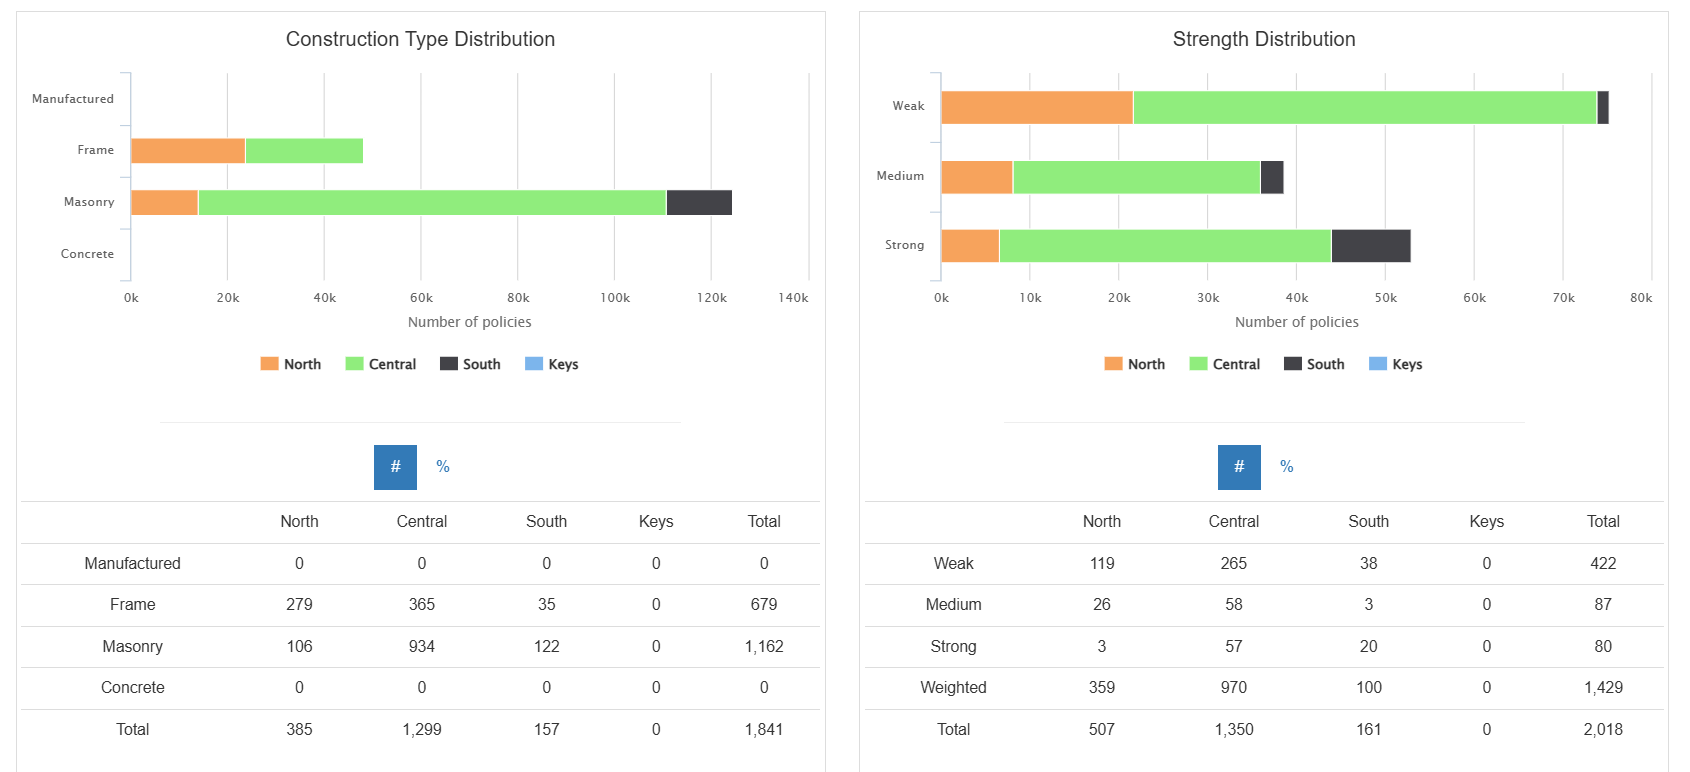 Construction Type Distribution
Manufactured
Frame
Masonry
Concrete
0k 20k 40k 60k 80k 100k 120k 140k
Number of policies
North Central South Keys
# %
North Central South Keys Total
Manufactured 0 0 0 0 0
Frame 279 365 35 0 679
Masonry 106 934 122 0 1,162
Concrete 0 0 0 0 0
Total 385 1,299 157 0 1,841
Strength Distribution
Weak
Medium
Strong
0k 10k 20k 30k 40k 50k 60k 70k 80k
Number of policies
North Central South Keys
# %
North Central South Keys Total
Weak 119 265 38 0 422
Medium 26 58 3 0 87
Strong 3 57 20 0 80
Weighted 359 970 100 0 1,429
Total 507 1,350 161 0 2,018